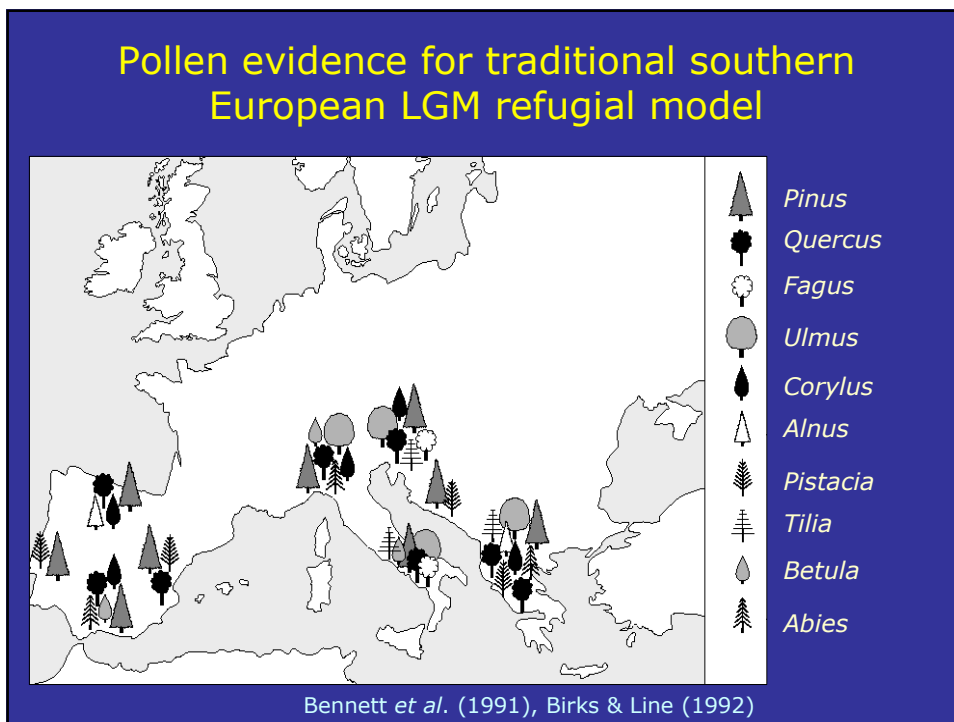 Pollen evidence for traditional southern
European LGM refugial model
Pinus
Quercus
Fagus
Ulmus
Corylus
Alnus
Pistacia
Tilia
Betula
Abies
Bennett et al. (1991), Birks & Line (1992)